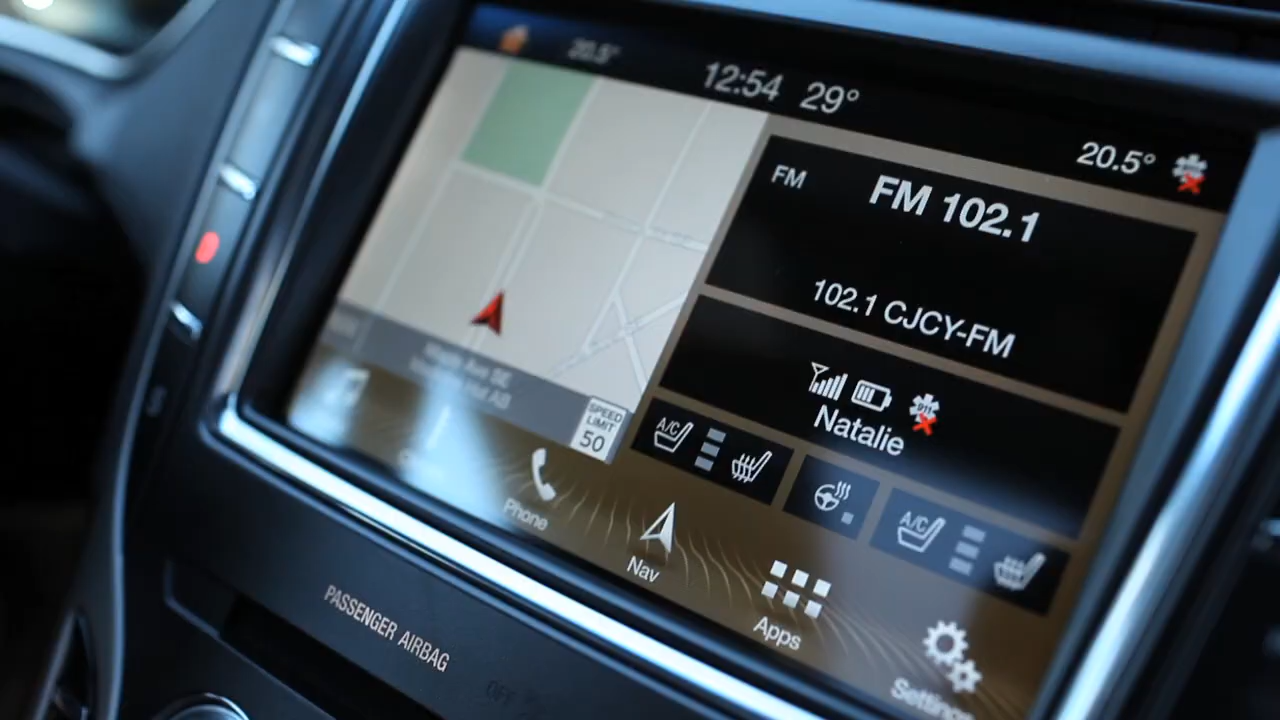 20.5°
12:54 29°
20.5°
FM
FM 102.1
102.1 CJCY-FM
911
Natalie
SPEED
LIMIT
50
A/C
A/C
Phone
Nav
Apps
Settings
PASSENGER AIRBAG
OFF